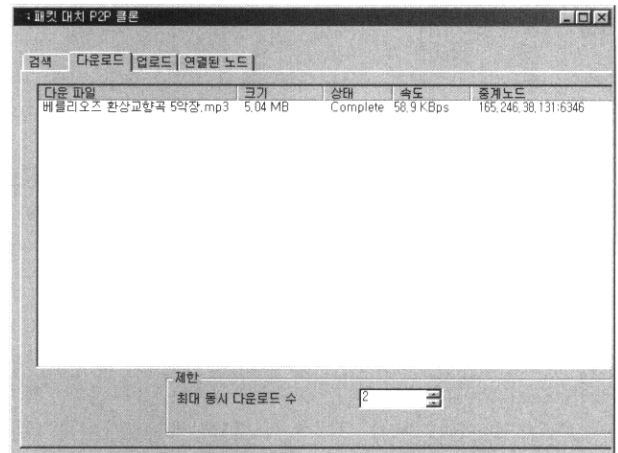 패킷 대치 P2P 클론
검색 다운로드 업로드 연결된 노드
다운 파일 크기 상태 속도 중계노드
베를리오즈 환상교향곡 5악장.mp3 5.04 MB Complete 58.9 KBps 165.246.38.131:6346
제한
최대 동시 다운로드 수 2